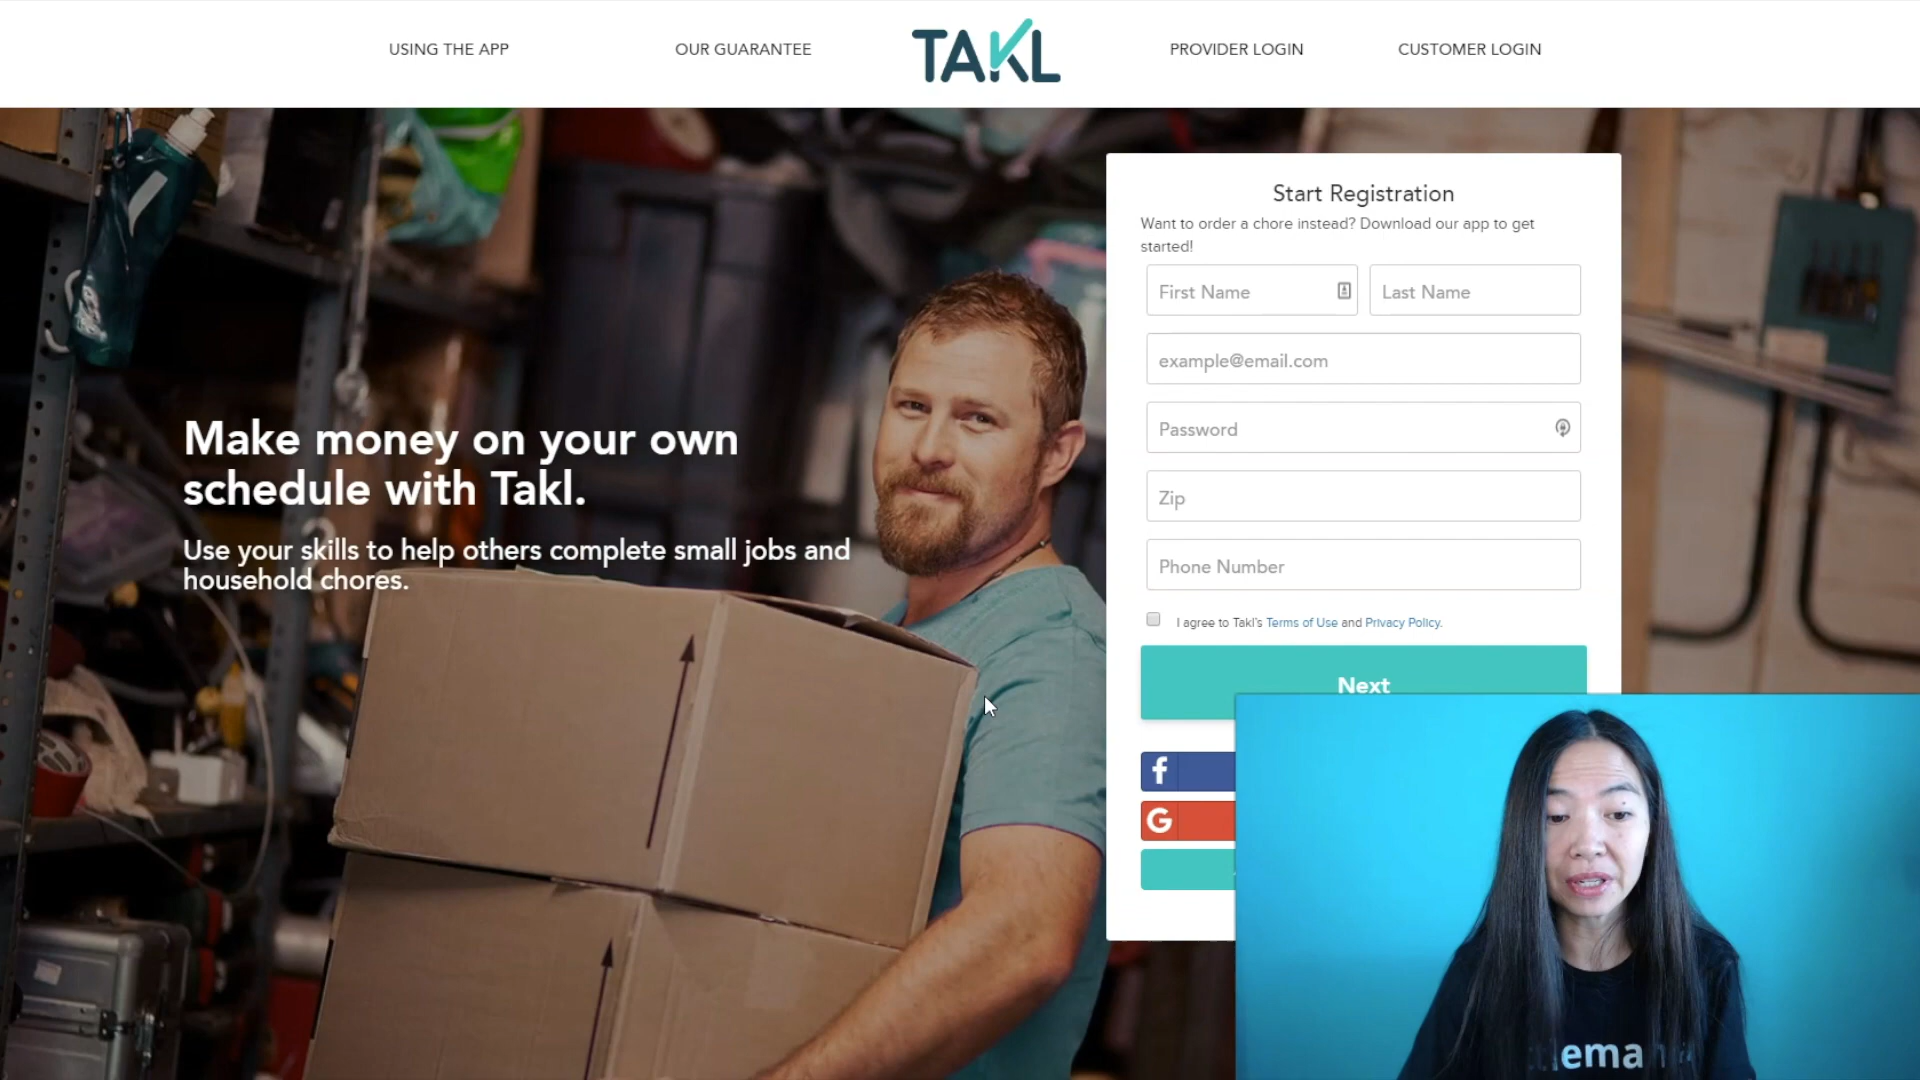 USING THE APP
OUR GUARANTEE
TAKL
PROVIDER LOGIN
CUSTOMER LOGIN
Make money on your own
schedule with Takl.
Use your skills to help others complete small jobs and
household chores.
Start Registration
Want to order a chore instead? Download our app to get
started!
First Name
Last Name
example@email.com
Password
Zip
Phone Number
I agree to Takl's Terms of Use and Privacy Policy.
Next
f
G